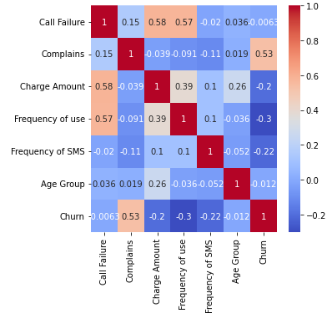 1.0
Call Failure 1 0.15 0.58 0.57 -0.02 0.036 -0.0063
Complains 0.15 1 -0.039 -0.091 -0.11 0.019 0.53
0.8
Charge Amount 0.58 -0.039 1 0.39 0.1 0.26 -0.2
0.6
Frequency of use 0.57 -0.091 0.39 1 0.1 -0.036 -0.3
0.4
Frequency of SMS -0.02 -0.11 0.1 0.1 1 -0.052 -0.22
0.2
Age Group 0.036 0.019 0.26 -0.036 -0.052 1 -0.012
0.0
Churn -0.0063 0.53 -0.2 -0.3 -0.22 -0.012 1
-0.2
Call Failure
Complains
Charge Amount
Frequency of use
Frequency of SMS
Age Group
Churn